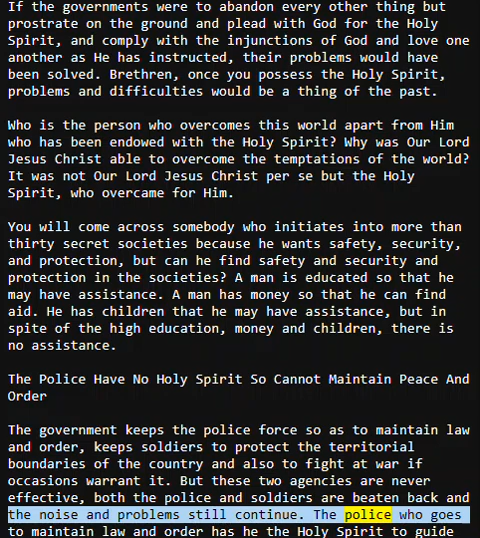 If the governments were to abandon every other thing but
prostrate on the ground and plead with God for the Holy
Spirit, and comply with the injunctions of God and love one
another as He has instructed, their problems would have
been solved. Brethren, once you possess the Holy Spirit,
problems and difficulties would be a thing of the past.

Who is the person who overcomes this world apart from Him
who has been endowed with the Holy Spirit? Why was Our Lord
Jesus Christ able to overcome the temptations of the world?
It was not Our Lord Jesus Christ per se but the Holy
Spirit, who overcame for Him.

You will come across somebody who initiates into more than
thirty secret societies because he wants safety, security,
and protection, but can he find safety and security and
protection in the societies? A man is educated so that he
may have assistance. A man has money so that he can find
aid. He has children that he may have assistance, but in
spite of the high education, money and children, there is
no assistance.

The Police Have No Holy Spirit So Cannot Maintain Peace And
Order

The government keeps the police force so as to maintain law
and order, keeps soldiers to protect the territorial
boundaries of the country and also to fight at war if
occasions warrant it. But these two agencies are never
effective, both the police and soldiers are beaten back and
the noise and problems still continue. The police who goes
to maintain law and order has he the Holy Spirit to guide